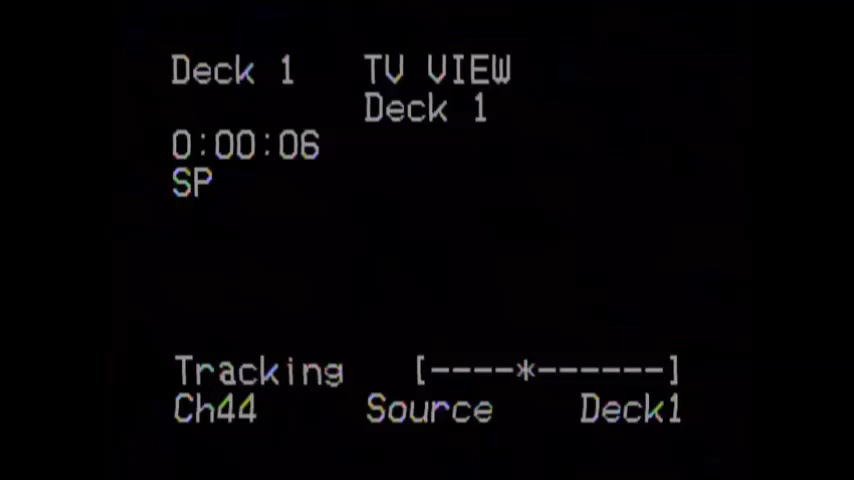 Deck 1 TV VIEW
Deck 1
0:00:06
SP
Tracking [----*------]
Ch44 Source Deck1